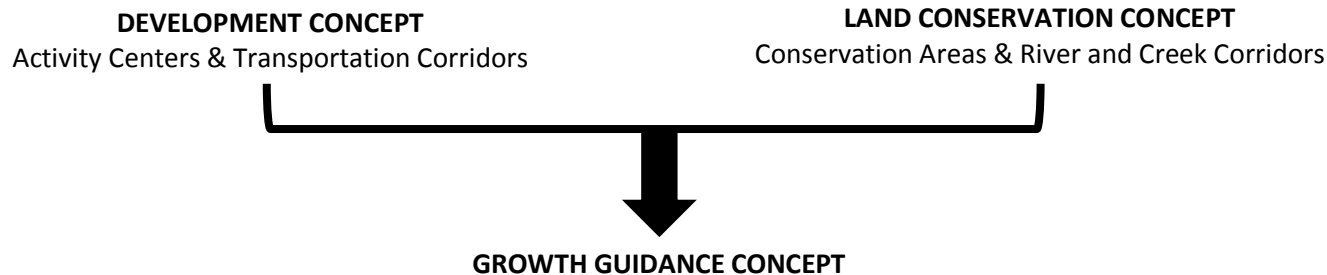 DEVELOPMENT CONCEPT
Activity Centers & Transportation Corridors
LAND CONSERVATION CONCEPT
Conservation Areas & River and Creek Corridors
GROWTH GUIDANCE CONCEPT